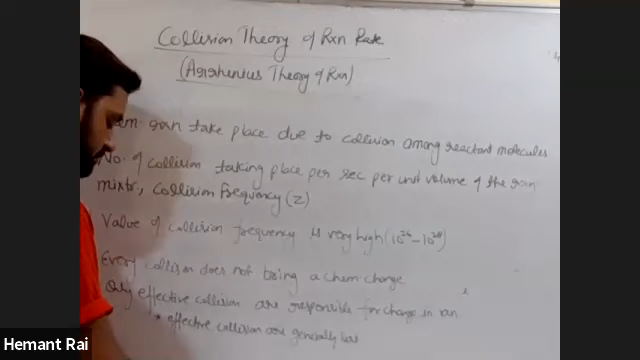 Collision Theory of Rxn Rate
(Arrhenius Theory of Rxn)
rxn take place due to collision among reactant molecules
No. of collision taking place per sec per unit volume of the rxn
mixtr, Collision frequency (Z)
Value of collision frequency is very high (10²⁴ - 10²⁸)
Every collision does not bring a chem change
Only effective collision are responsible for change in rxn
* effective collision are generally less
Hemant Rai